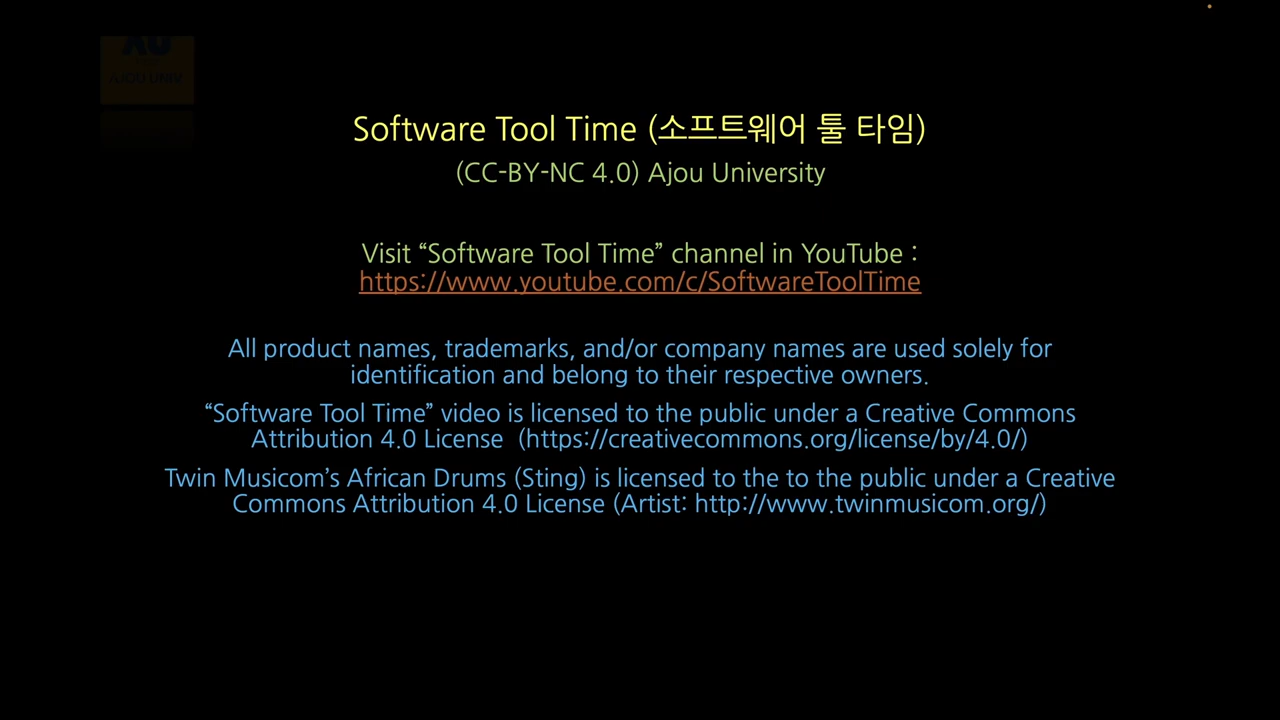 Software Tool Time (소프트웨어 툴 타임)
(CC-BY-NC 4.0) Ajou University
Visit “Software Tool Time” channel in YouTube :
https://www.youtube.com/c/SoftwareToolTime
All product names, trademarks, and/or company names are used solely for
identification and belong to their respective owners.
“Software Tool Time” video is licensed to the public under a Creative Commons
Attribution 4.0 License (https://creativecommons.org/license/by/4.0/)
Twin Musicom’s African Drums (Sting) is licensed to the to the public under a Creative
Commons Attribution 4.0 License (Artist: http://www.twinmusicom.org/)